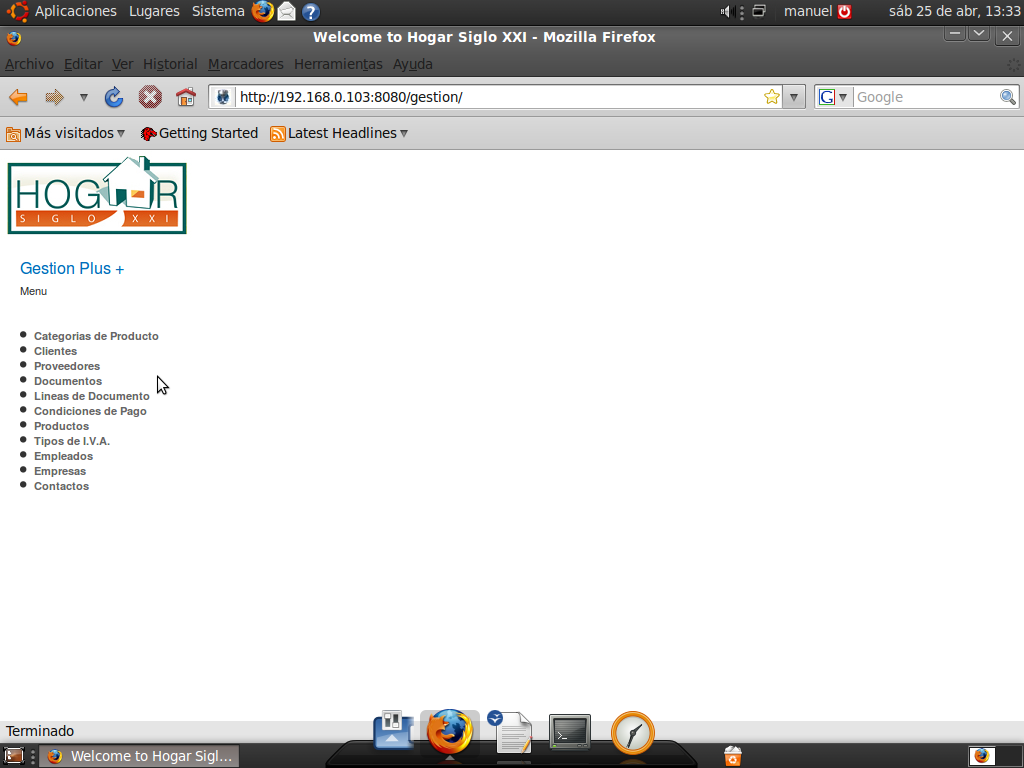 Aplicaciones Lugares Sistema manuel sáb 25 de abr, 13:33
Welcome to Hogar Siglo XXI - Mozilla Firefox
Archivo Editar Ver Historial Marcadores Herramientas Ayuda
http://192.168.0.103:8080/gestion/ G Google
Más visitados Getting Started Latest Headlines
HOGAR
SIGLO XXI
Gestion Plus +
Menu
Categorias de Producto
Clientes
Proveedores
Documentos
Lineas de Documento
Condiciones de Pago
Productos
Tipos de I.V.A.
Empleados
Empresas
Contactos
Terminado
Welcome to Hogar Sigl...